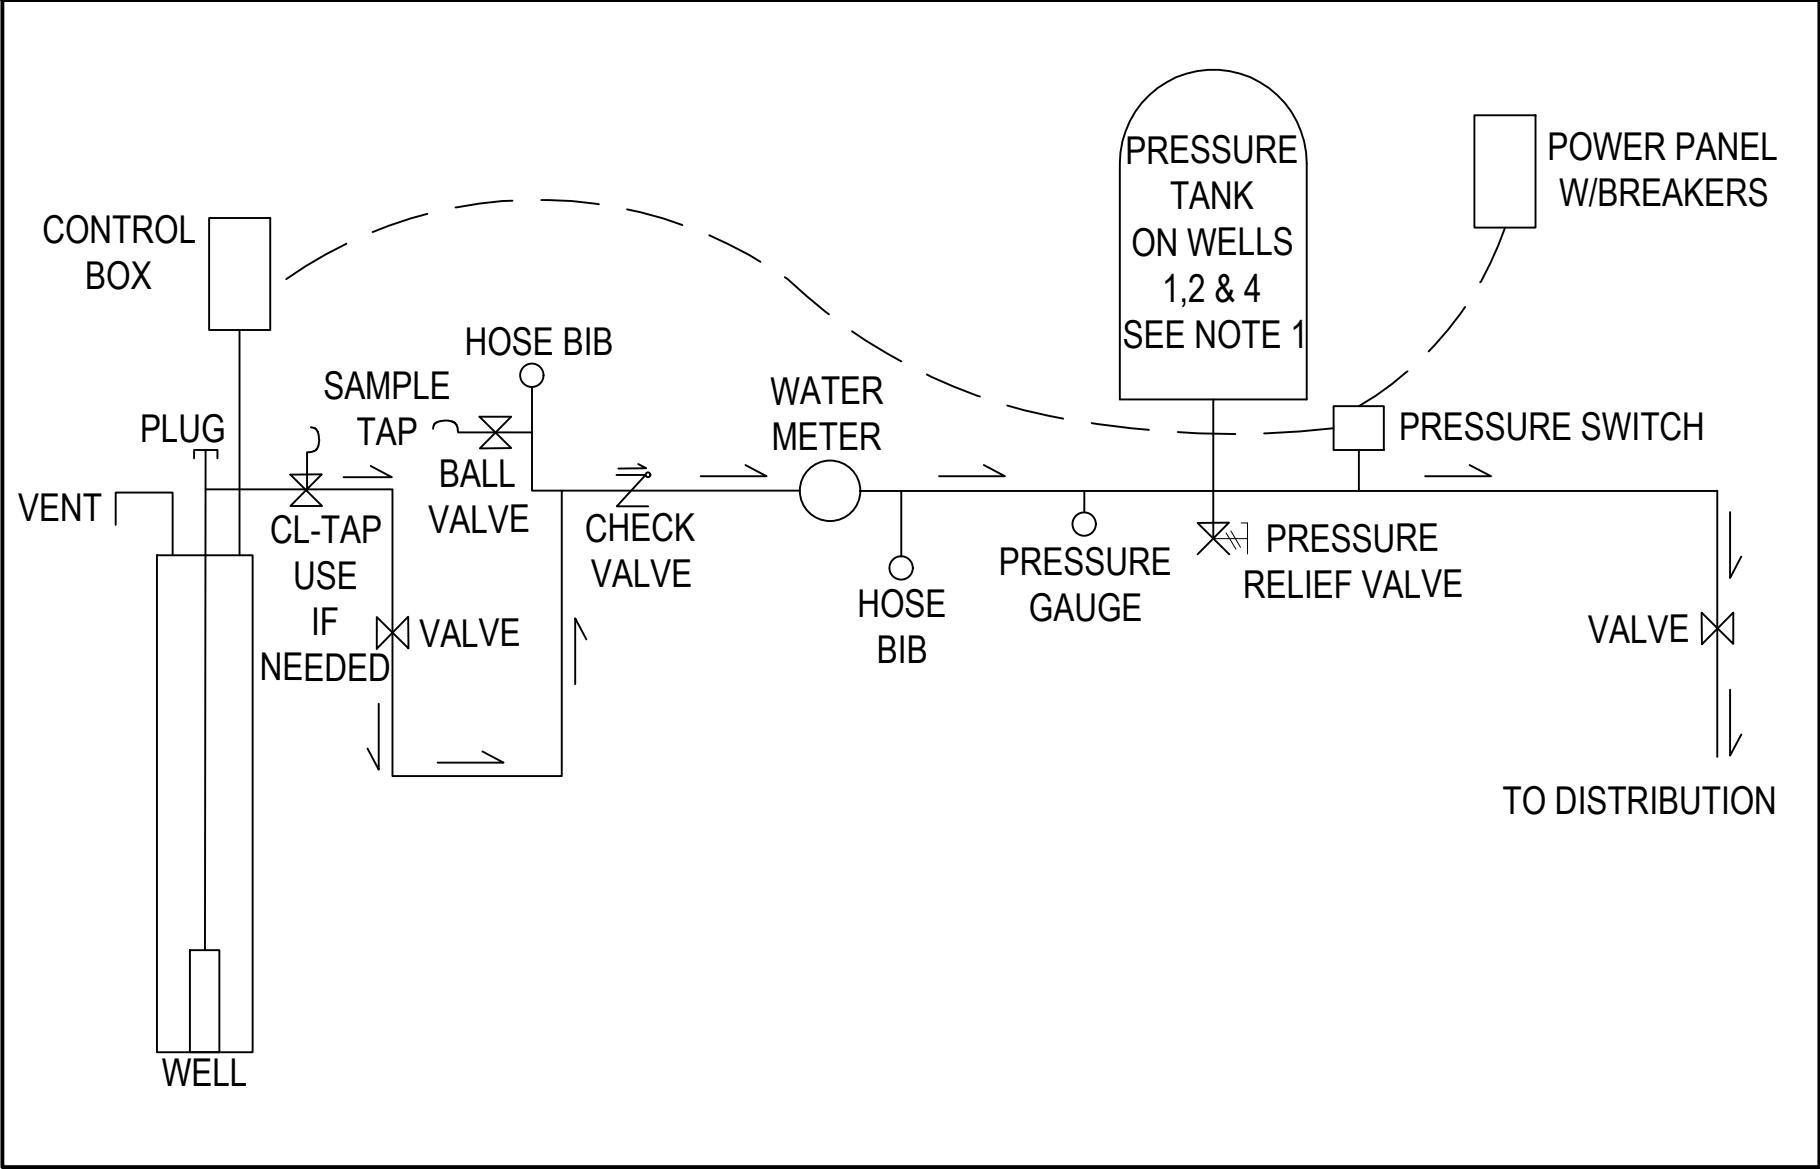 PRESSURE
TANK
ON WELLS
1,2 & 4
SEE NOTE 1
POWER PANEL
W/BREAKERS
CONTROL
BOX
HOSE BIB
SAMPLE
TAP
WATER
METER
PRESSURE SWITCH
PLUG
BALL
VALVE
VENT
CL-TAP
USE
IF
NEEDED
CHECK
VALVE
PRESSURE
GAUGE
PRESSURE
RELIEF VALVE
HOSE
BIB
VALVE
VALVE
TO DISTRIBUTION
WELL